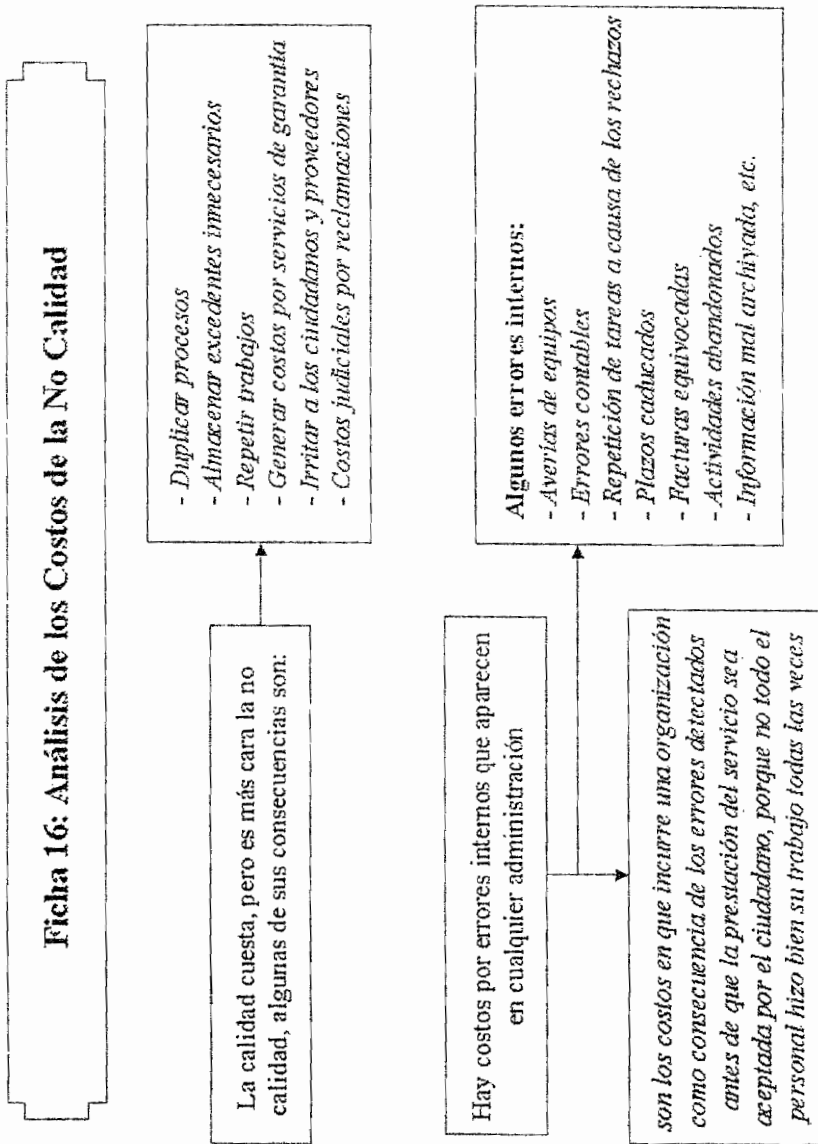 Ficha 16: Análisis de los Costos de la No Calidad
La calidad cuesta, pero es más cara la no
calidad, algunas de sus consecuencias son:
- Duplicar procesos
- Almacenar excedentes innecesarios
- Repetir trabajos
- Generar costos por servicios de garantía
- Irritar a los ciudadanos y proveedores
- Costos judiciales por reclamaciones
Hay costos por errores internos que aparecen
en cualquier administración
Algunos errores internos:
- Averías de equipos
- Errores contables
- Repetición de tareas a causa de los rechazos
- Plazos caducados
- Facturas equivocadas
- Actividades abandonados
- Información mal archivada, etc.
son los costos en que incurre una organización
como consecuencia de los errores detectados
antes de que la prestación del servicio sea
aceptada por el ciudadano, porque no todo el
personal hizo bien su trabajo todas las veces